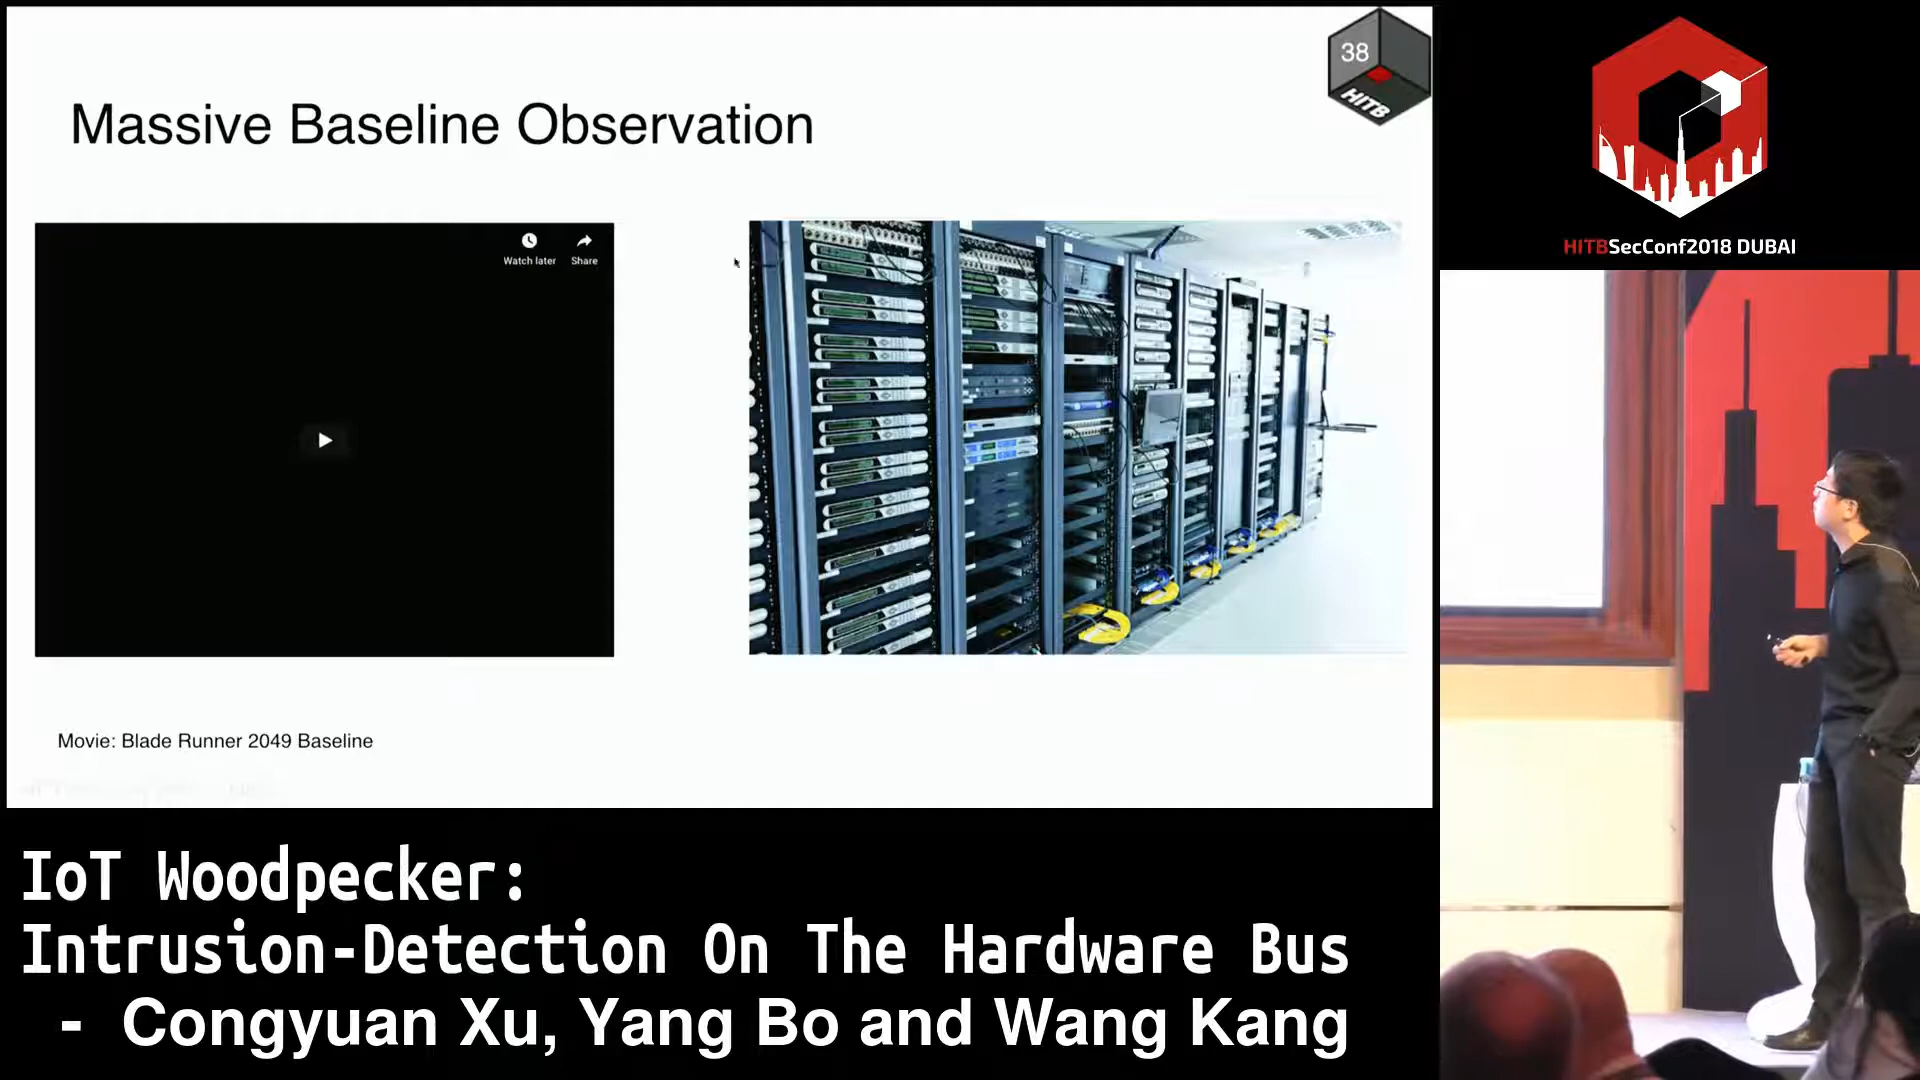 38
HITB
Massive Baseline Observation
Watch later
Share
Movie: Blade Runner 2049 Baseline
HITBSecConf2018 DUBAI
IoT Woodpecker:
Intrusion-Detection On The Hardware Bus
- Congyuan Xu, Yang Bo and Wang Kang